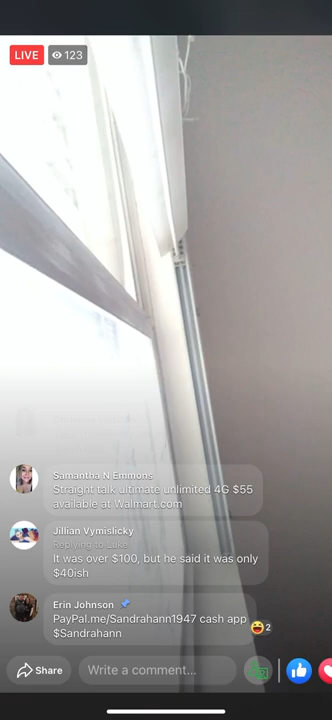 LIVE 123
Samantha N Emmons
Straight talk ultimate unlimited 4G $55
available at Walmart.com
Jillian Vymislicky
Replying to Luke
It was over $100, but he said it was only
$40ish
Erin Johnson
PayPal.me/Sandrahann1947 cash app
$Sandrahann
2
Share
Write a comment...